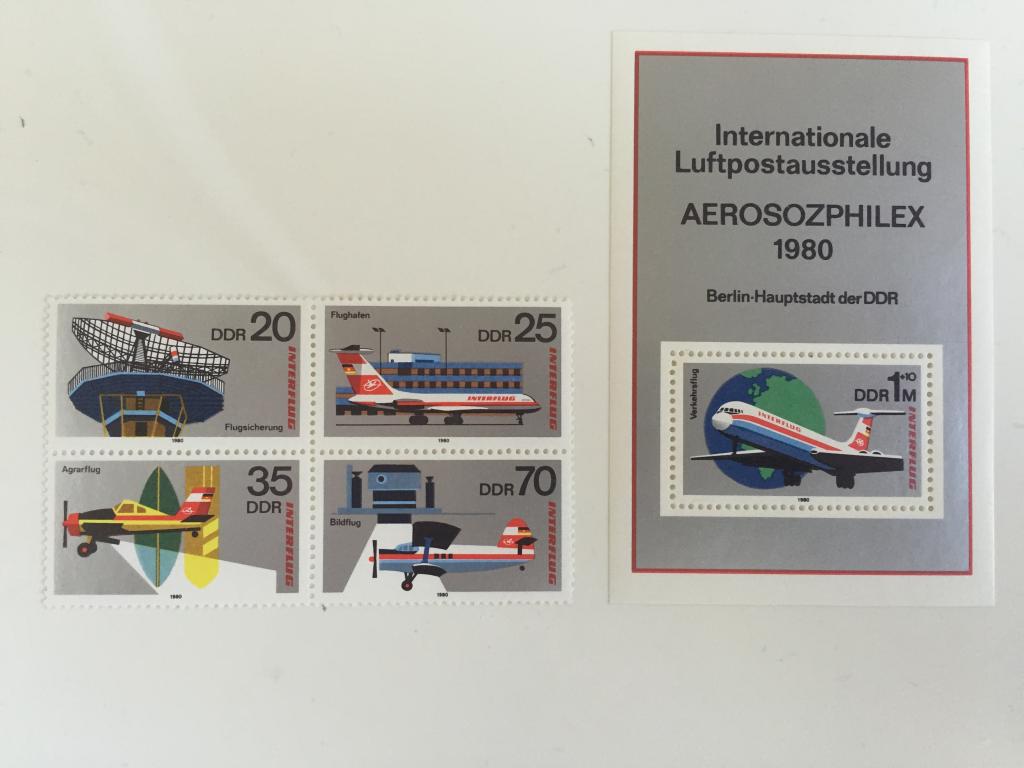 DDR 20
INTERFLUG
Flugsicherung
1980
Flughafen
DDR 25
INTERFLUG
INTERFLUG
1980
Agrarflug
35
DDR
INTERFLUG
1980
DDR 70
Bildflug
INTERFLUG
1980
Internationale
Luftpostausstellung
AEROSOZPHILEX
1980
Berlin-Hauptstadt der DDR
Verkehrsflug
DDR 1+10
M
INTERFLUG
INTERFLUG
1980